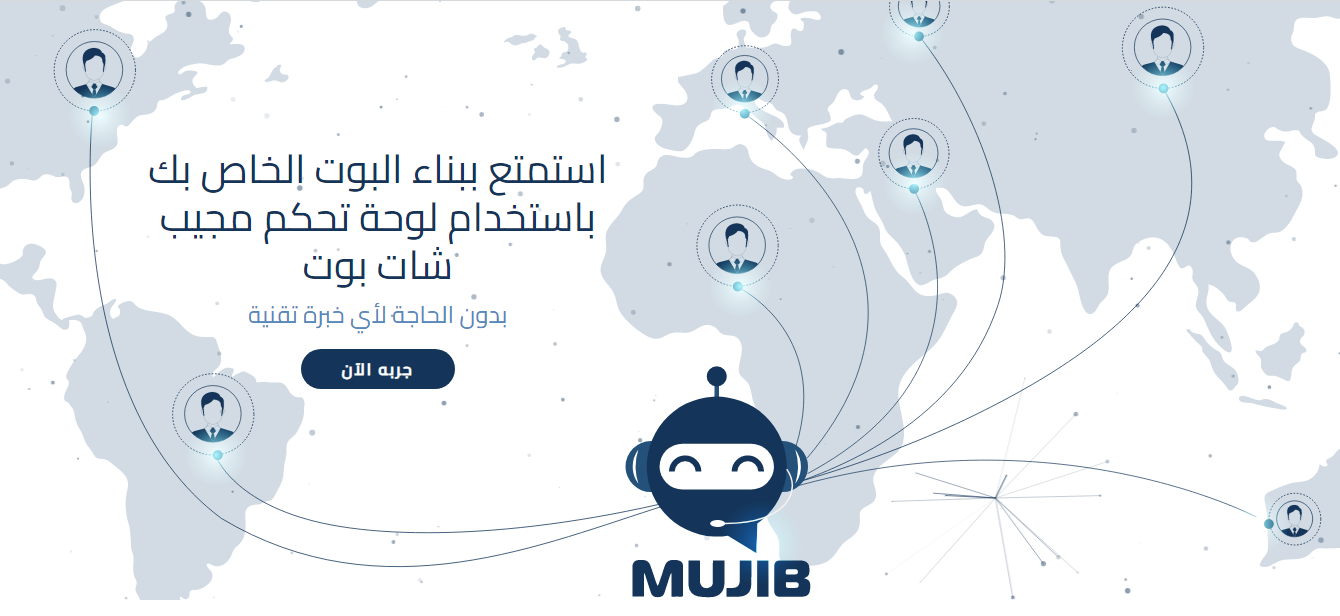 استمتع ببناء البوت الخاص بك
باستخدام لوحة تحكم مجيب
شات بوت
بدون الحاجة لأي خبرة تقنية
جربه الآن
MUJIB